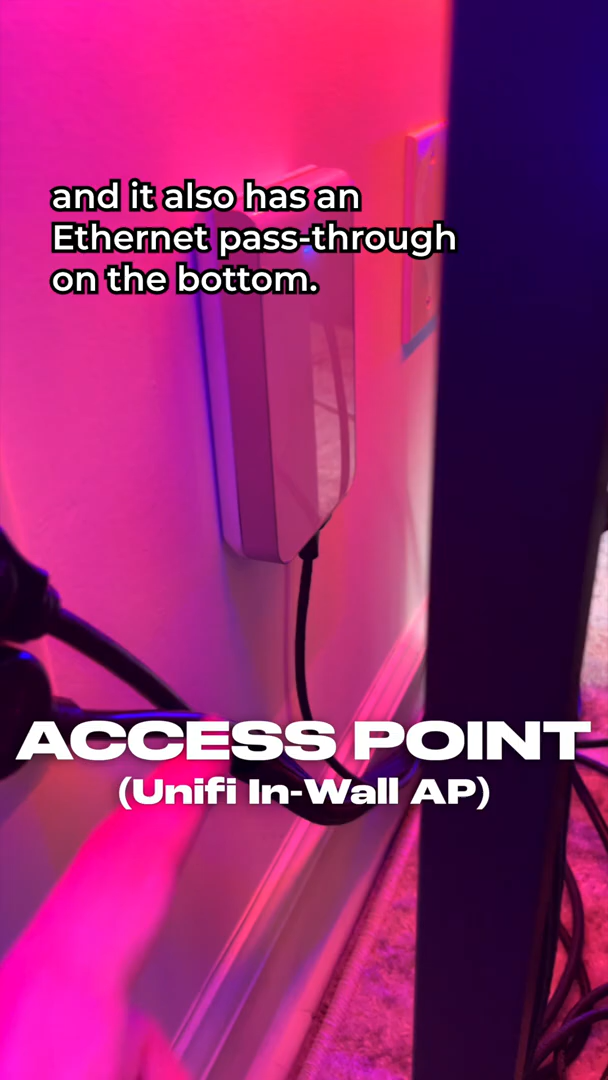 and it also has an
Ethernet pass-through
on the bottom.
ACCESS POINT
(Unifi In-Wall AP)